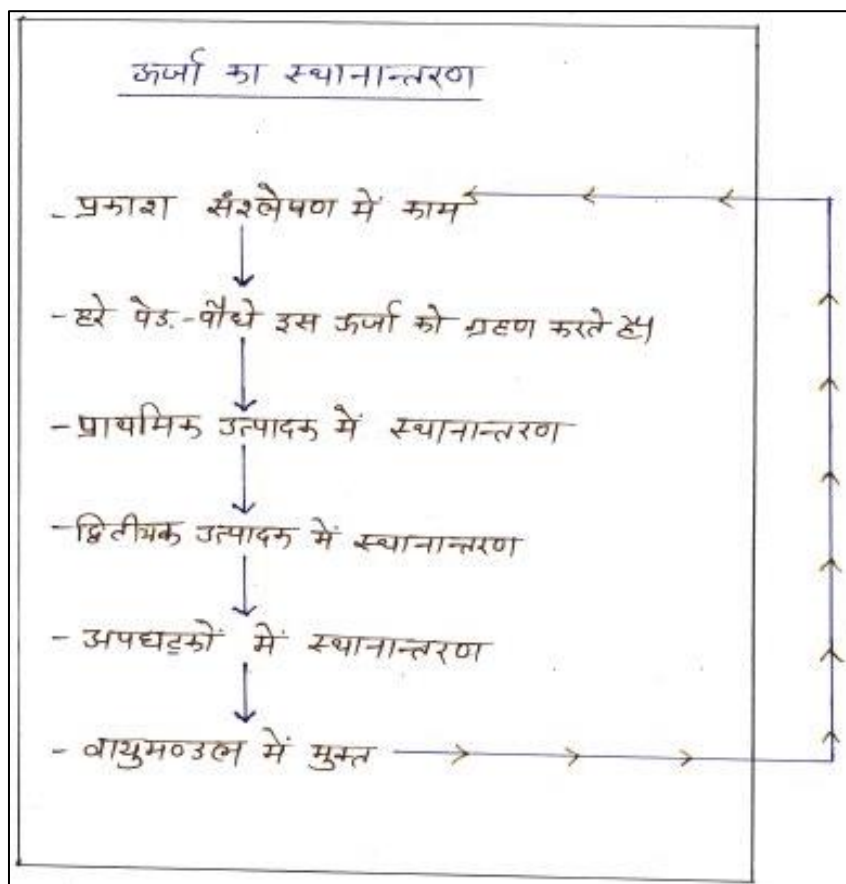 ऊर्जा का स्थानान्तरण
- प्रकाश संश्लेषण में काम
- हरे पेड़-पौधे इस ऊर्जा को ग्रहण करते है।
- प्राथमिक उत्पादक में स्थानान्तरण
- द्वितीयक उत्पादक में स्थानान्तरण
- अपघटकों में स्थानान्तरण
- वायुमण्डल में मुक्त